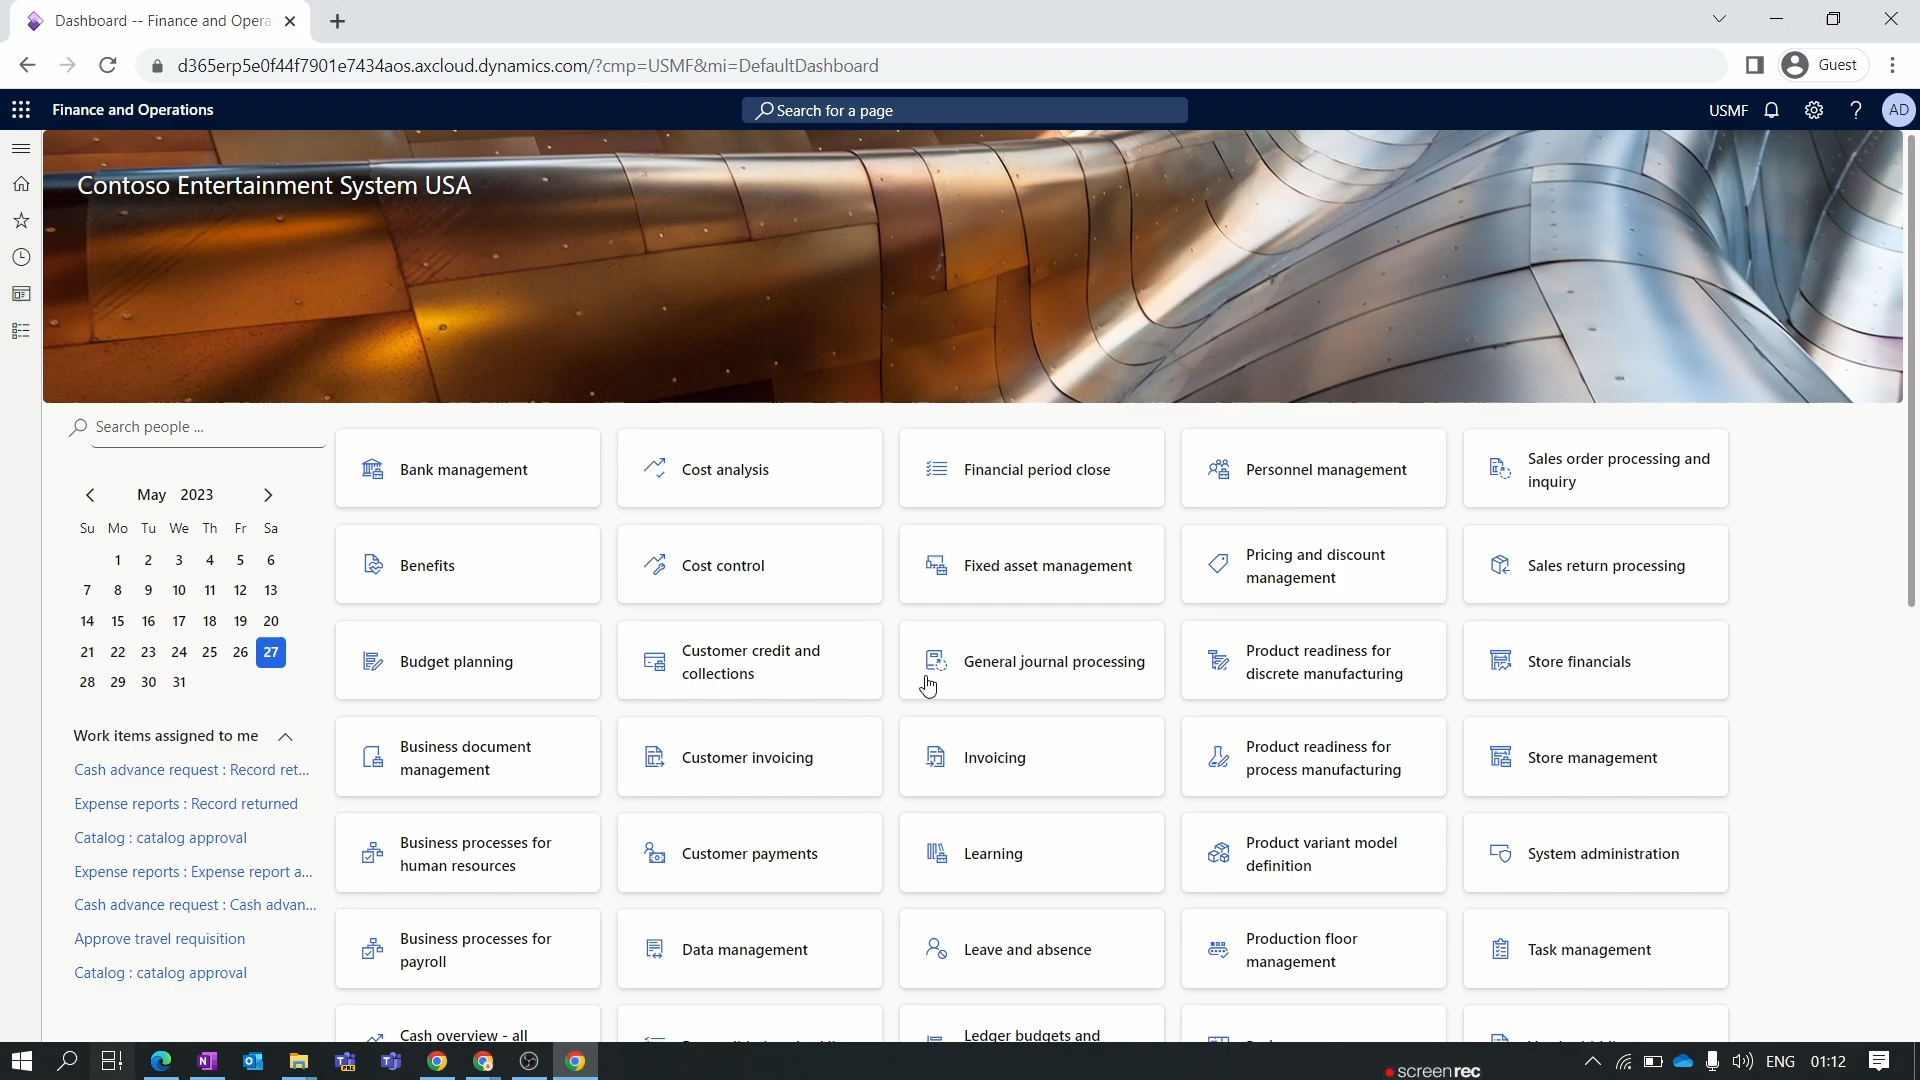 Dashboard -- Finance and Opera
d365erp5e0f44f7901e7434aos.axcloud.dynamics.com/?cmp=USMF&mi=DefaultDashboard
Guest
Finance and Operations
Search for a page
USMF
AD
Contoso Entertainment System USA
Search people ...
May 2023
Su Mo Tu We Th Fr Sa
1 2 3 4 5 6
7 8 9 10 11 12 13
14 15 16 17 18 19 20
21 22 23 24 25 26 27
28 29 30 31
Work items assigned to me
Cash advance request : Record ret...
Expense reports : Record returned
Catalog : catalog approval
Expense reports : Expense report a...
Cash advance request : Cash advan...
Approve travel requisition
Catalog : catalog approval
Bank management
Cost analysis
Financial period close
Personnel management
Sales order processing and
inquiry
Benefits
Cost control
Fixed asset management
Pricing and discount
management
Sales return processing
Budget planning
Customer credit and
collections
General journal processing
Product readiness for
discrete manufacturing
Store financials
Business document
management
Customer invoicing
Invoicing
Product readiness for
process manufacturing
Store management
Business processes for
human resources
Customer payments
Learning
Product variant model
definition
System administration
Business processes for
payroll
Data management
Leave and absence
Production floor
management
Task management
Cash overview - all
Ledger budgets and
screenrec
ENG
01:12